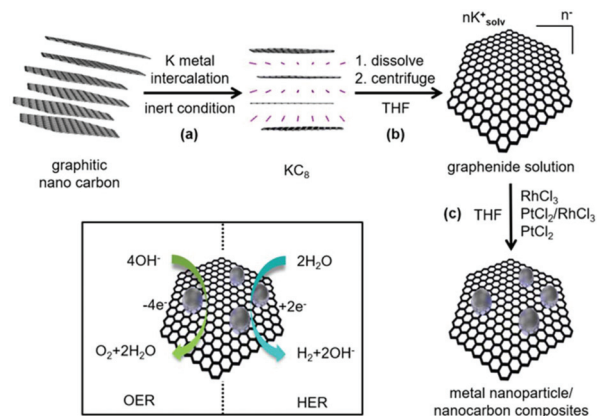 K metal
intercalation
inert condition
(a)
graphitic
nano carbon
KC8
1. dissolve
2. centrifuge
THF
(b)
nK+solv
n-
graphenide solution
(c)
THF
RhCl3
PtCl2/RhCl3
PtCl2
metal nanoparticle/
nanocarbon composites
4OH-
-4e-
O2+2H2O
OER
2H2O
+2e-
H2+2OH-
HER